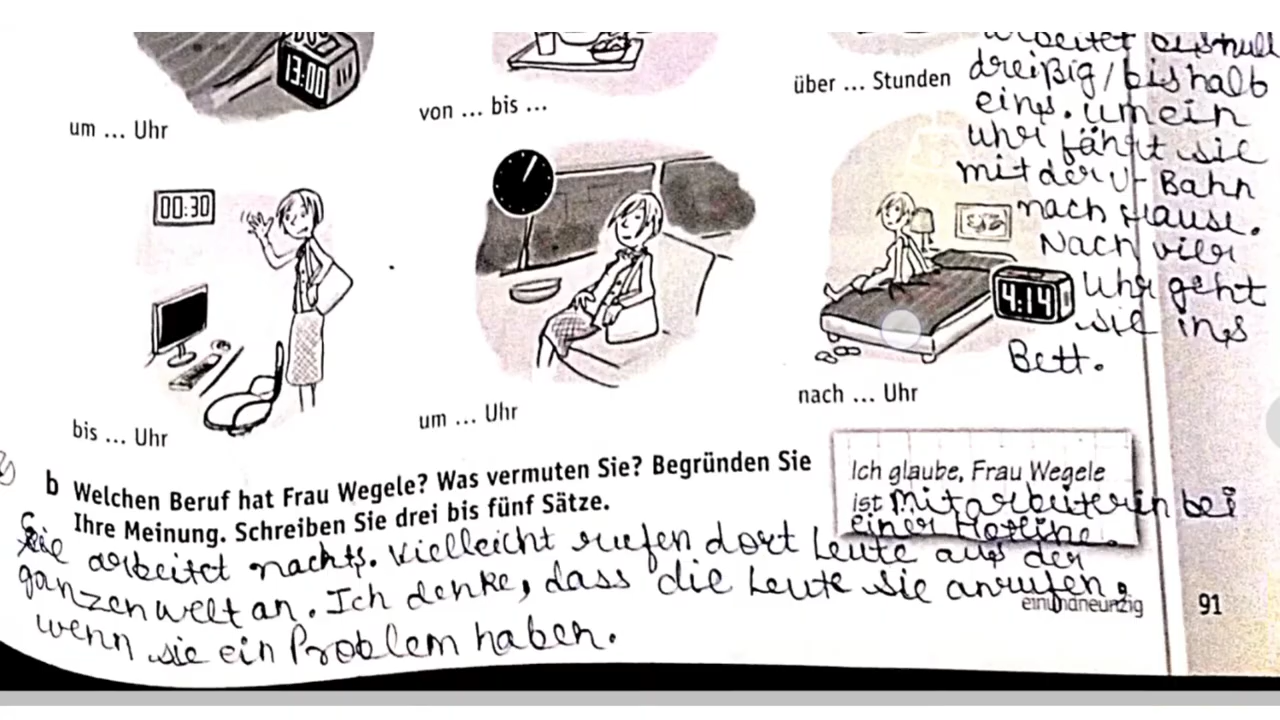 13:00
um ... Uhr
von ... bis ...
über ... Stunden
dreißig/bis halb
eins. um ein
uhr fährt sie
mit der U-Bahn
nach Hause.
Nach vier
Uhr geht
sie ins
Bett.
00:30
bis ... Uhr
um ... Uhr
4:14
nach ... Uhr
b Welchen Beruf hat Frau Wegele? Was vermuten Sie? Begründen Sie
Ihre Meinung. Schreiben Sie drei bis fünf Sätze.
Ich glaube, Frau Wegele
ist Mitarbeiterin bei
einer Hotline.
Sie arbeitet nachts. Vielleicht rufen dort Leute aus der
ganzen welt an. Ich denke, dass die Leute sie anrufen,
wenn sie ein Problem haben.
einundneunzig 91